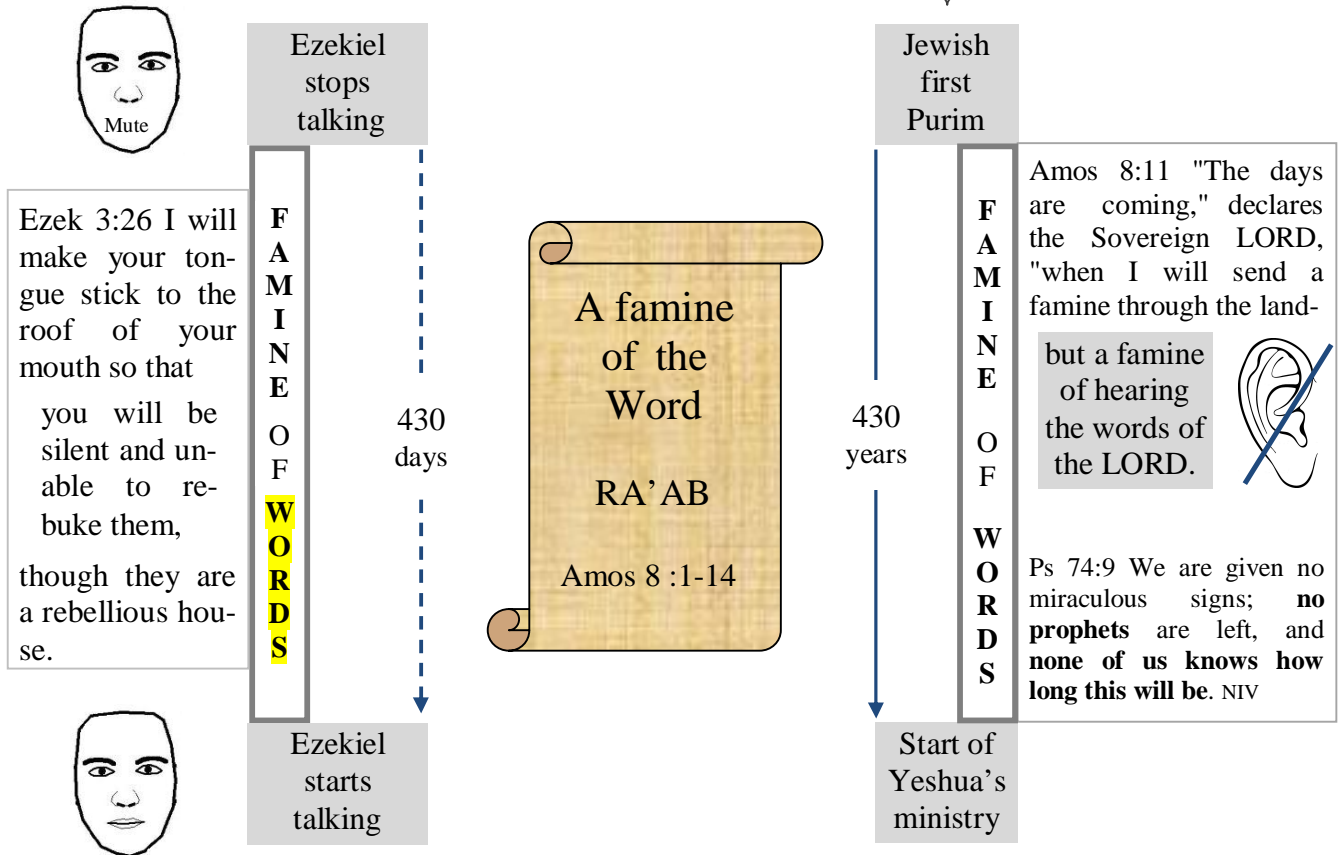 Mute
Ezekiel
stops
talking
Ezek 3:26 I will
make your ton-
gue stick to the
roof of your
mouth so that
you will be
silent and un-
able to re-
buke them,
though they are
a rebellious hou-
se.
F
A
M
I
N
E
O
F
W
O
R
D
S
430
days
Ezekiel
starts
talking
A famine
of the
Word
RA'AB
Amos 8 :1-14
Jewish
first
Purim
430
years
F
A
M
I
N
E
O
F
W
O
R
D
S
Start of
Yeshua's
ministry
Amos 8:11 "The days
are coming," declares
the Sovereign LORD,
"when I will send a
famine through the land-
but a famine
of hearing
the words of
the LORD.
Ps 74:9 We are given no
miraculous signs; no
prophets are left, and
none of us knows how
long this will be. NIV